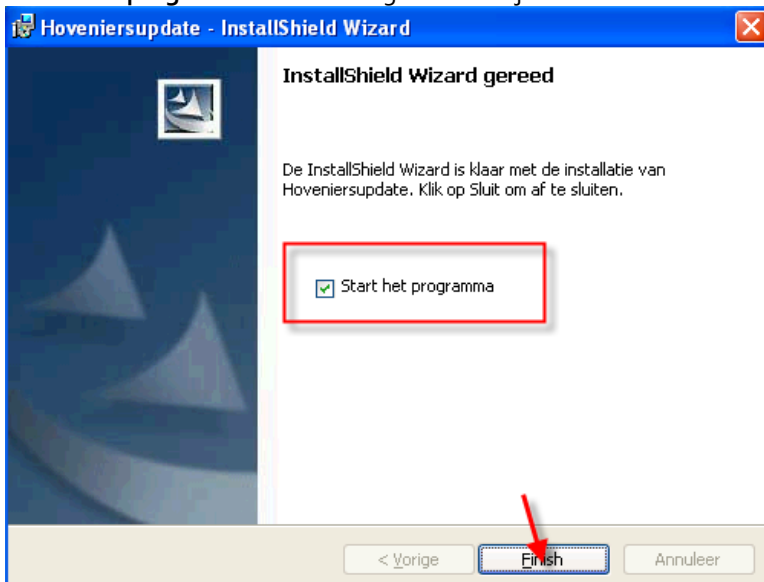 Hoveniersupdate - InstallShield Wizard
InstallShield Wizard gereed
De InstallShield Wizard is klaar met de installatie van
Hoveniersupdate. Klik op Sluit om af te sluiten.
Start het programma
< Vorige
Finish
Annuleer